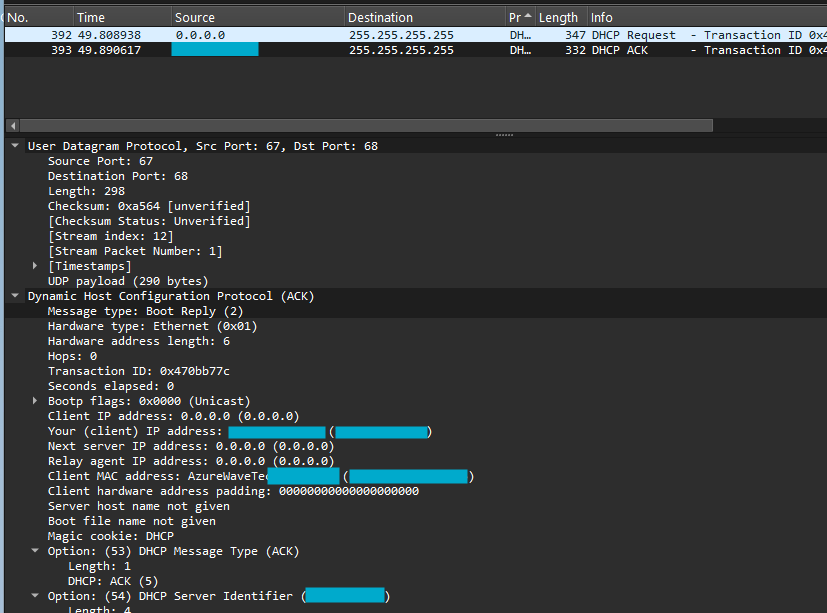 No. Time Source Destination Pr Length Info
392 49.808938 0.0.0.0 255.255.255.255 DH… 347 DHCP Request - Transaction ID 0x4
393 49.890617 255.255.255.255 DH… 332 DHCP ACK - Transaction ID 0x4
User Datagram Protocol, Src Port: 67, Dst Port: 68
Source Port: 67
Destination Port: 68
Length: 298
Checksum: 0xa564 [unverified]
[Checksum Status: Unverified]
[Stream index: 12]
[Stream Packet Number: 1]
[Timestamps]
UDP payload (290 bytes)
Dynamic Host Configuration Protocol (ACK)
Message type: Boot Reply (2)
Hardware type: Ethernet (0x01)
Hardware address length: 6
Hops: 0
Transaction ID: 0x470bb77c
Seconds elapsed: 0
Bootp flags: 0x0000 (Unicast)
Client IP address: 0.0.0.0 (0.0.0.0)
Your (client) IP address: ( )
Next server IP address: 0.0.0.0 (0.0.0.0)
Relay agent IP address: 0.0.0.0 (0.0.0.0)
Client MAC address: AzureWaveTec ( )
Client hardware address padding: 00000000000000000000
Server host name not given
Boot file name not given
Magic cookie: DHCP
Option: (53) DHCP Message Type (ACK)
Length: 1
DHCP: ACK (5)
Option: (54) DHCP Server Identifier ( )
Length: 4